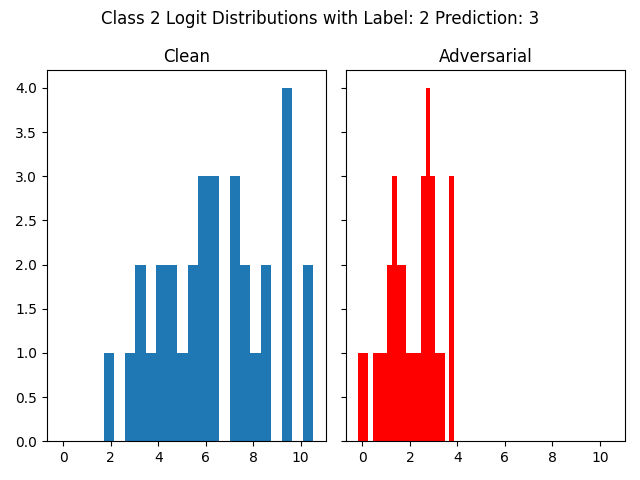 Class 2 Logit Distributions with Label: 2 Prediction: 3
Clean
Adversarial
4.0
3.5
3.0
2.5
2.0
1.5
1.0
0.5
0.0
0 2 4 6 8 10
0 2 4 6 8 10